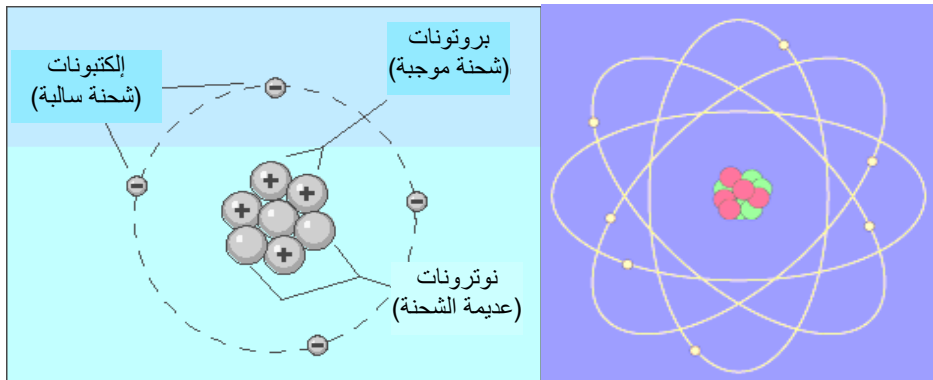 بروتونات
(شحنة موجبة)
إلكتبونات
(شحنة سالبة)
نوترونات
(عديمة الشحنة)